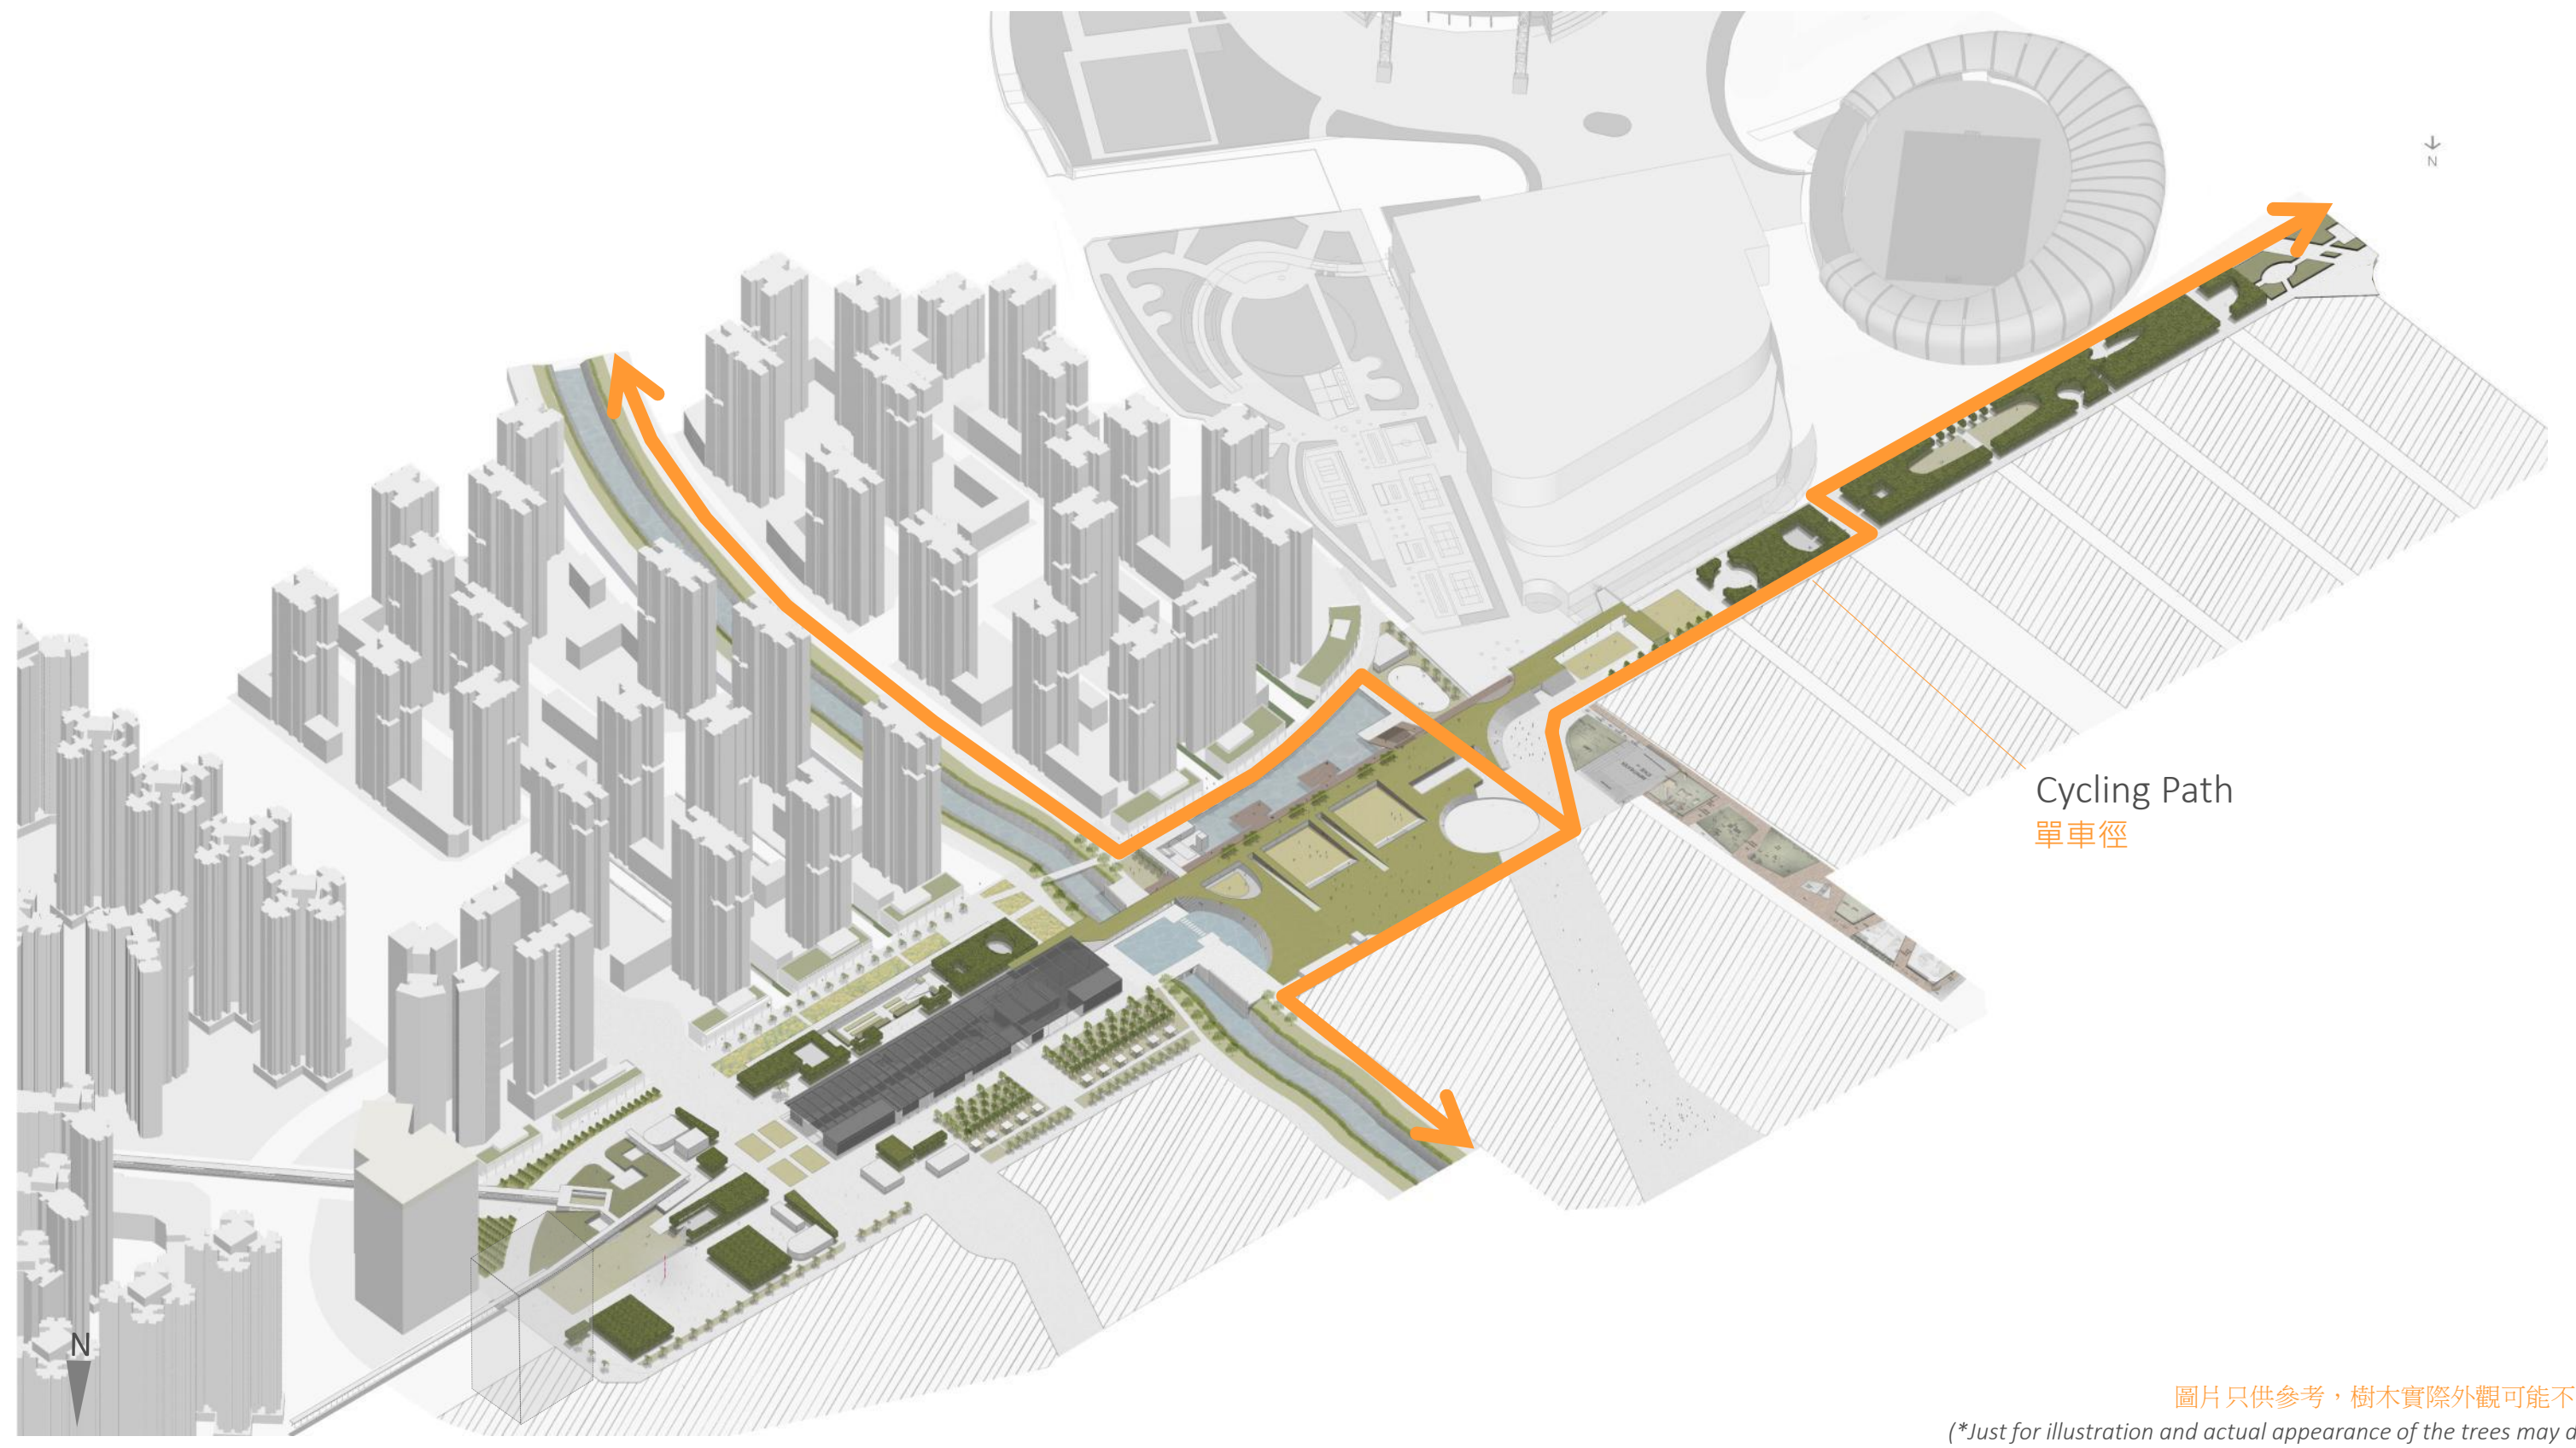 N
Cycling Path
單車徑
N
圖片只供參考，樹木實際外觀可能不
(*Just for illustration and actual appearance of the trees may d